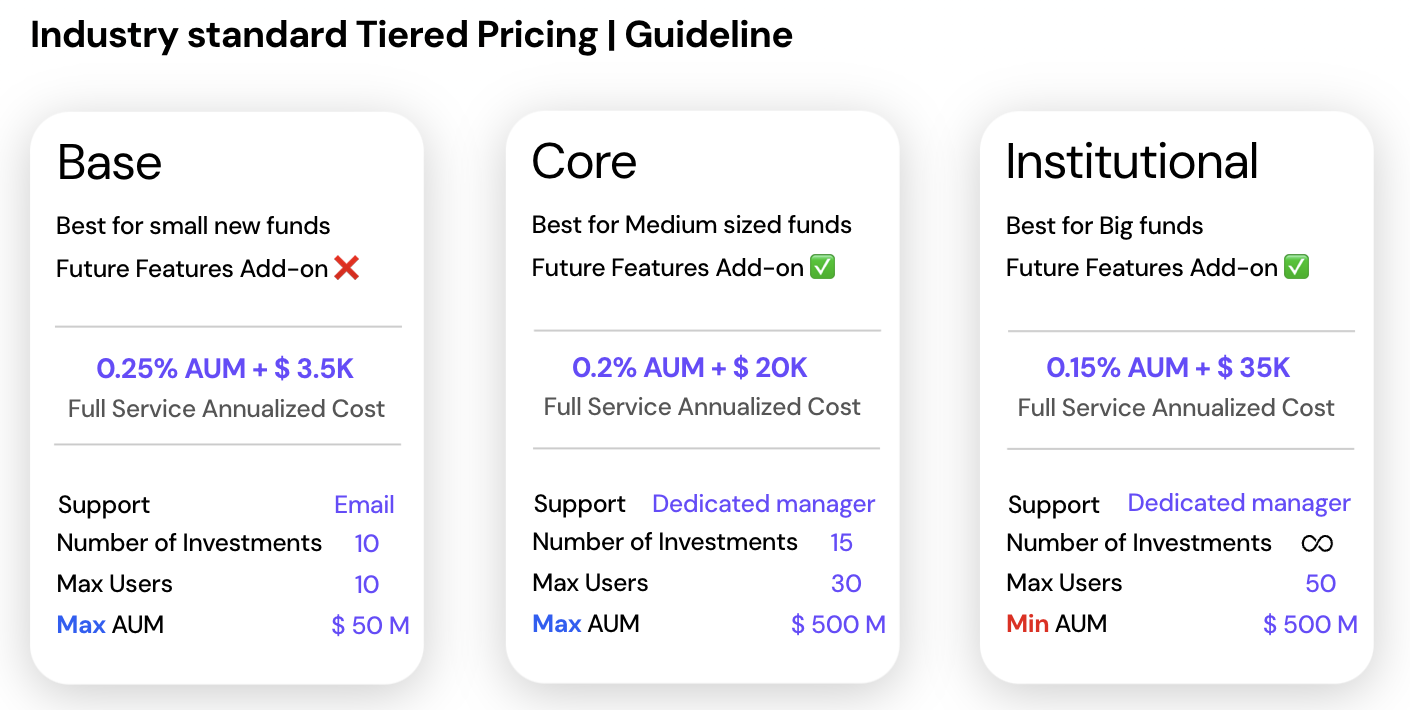 Industry standard Tiered Pricing | Guideline
Base
Best for small new funds
Future Features Add-on ❌
0.25% AUM + $ 3.5K
Full Service Annualized Cost
Support Email
Number of Investments 10
Max Users 10
Max AUM $ 50 M
Core
Best for Medium sized funds
Future Features Add-on ✅
0.2% AUM + $ 20K
Full Service Annualized Cost
Support Dedicated manager
Number of Investments 15
Max Users 30
Max AUM $ 500 M
Institutional
Best for Big funds
Future Features Add-on ✅
0.15% AUM + $ 35K
Full Service Annualized Cost
Support Dedicated manager
Number of Investments ∞
Max Users 50
Min AUM $ 500 M